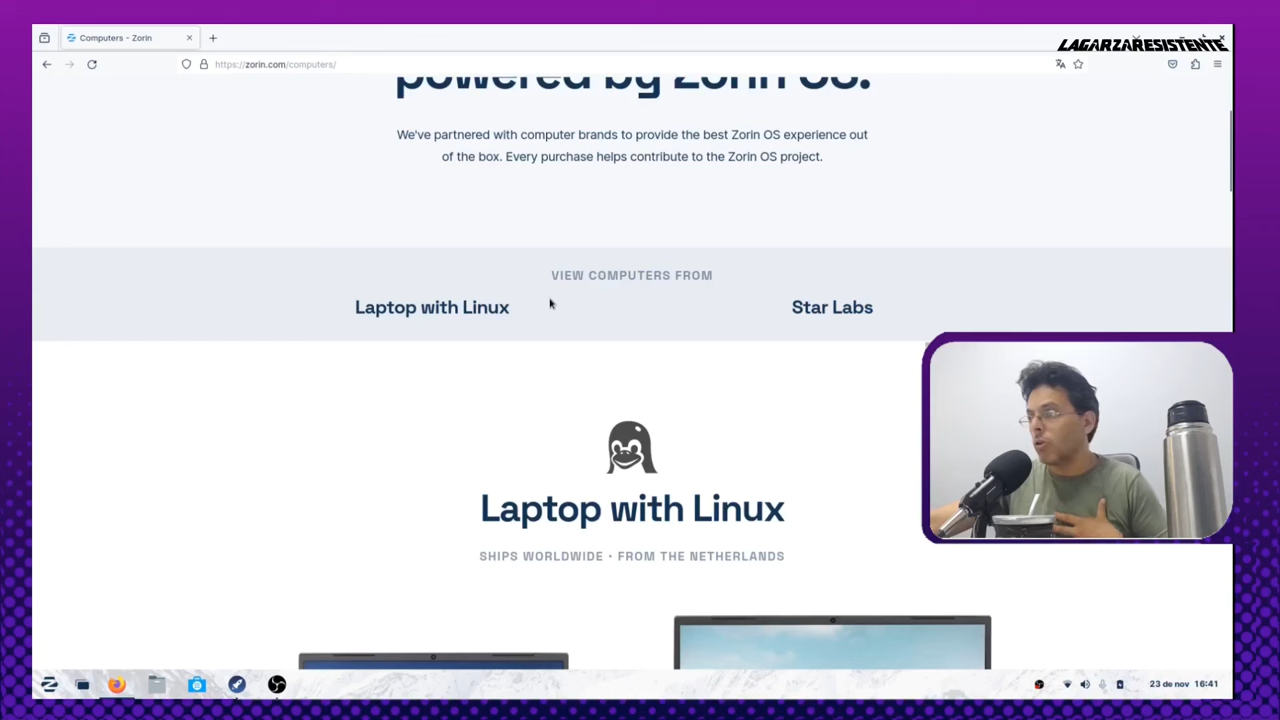 Computers - Zorin
LAGARZARESISTENTE
https://zorin.com/computers/
powered by Zorin OS.
We've partnered with computer brands to provide the best Zorin OS experience out
of the box. Every purchase helps contribute to the Zorin OS project.
VIEW COMPUTERS FROM
Laptop with Linux
Star Labs
Laptop with Linux
SHIPS WORLDWIDE · FROM THE NETHERLANDS
23 de nov 16:41